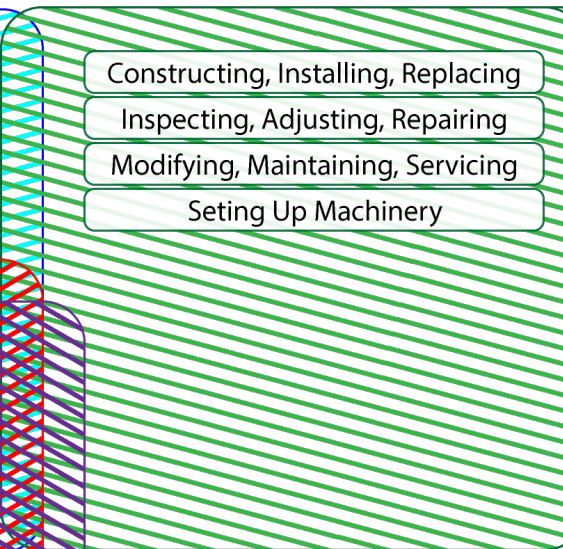 Constructing, Installing, Replacing
Inspecting, Adjusting, Repairing
Modifying, Maintaining, Servicing
Seting Up Machinery